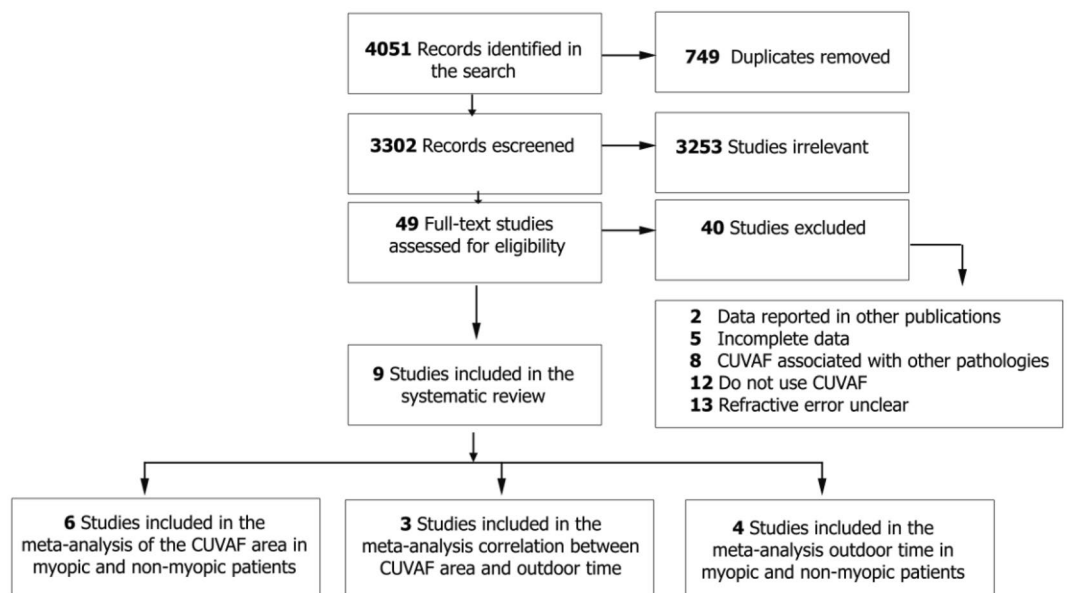 4051 Records identified in
the search
749 Duplicates removed
3302 Records escreened
3253 Studies irrelevant
49 Full-text studies
assessed for eligibility
40 Studies excluded
2 Data reported in other publications
5 Incomplete data
8 CUVAF associated with other pathologies
12 Do not use CUVAF
13 Refractive error unclear
9 Studies included in the
systematic review
6 Studies included in the
meta-analysis of the CUVAF area in
myopic and non-myopic patients
3 Studies included in the
meta-analysis correlation between
CUVAF area and outdoor time
4 Studies included in the
meta-analysis outdoor time in
myopic and non-myopic patients